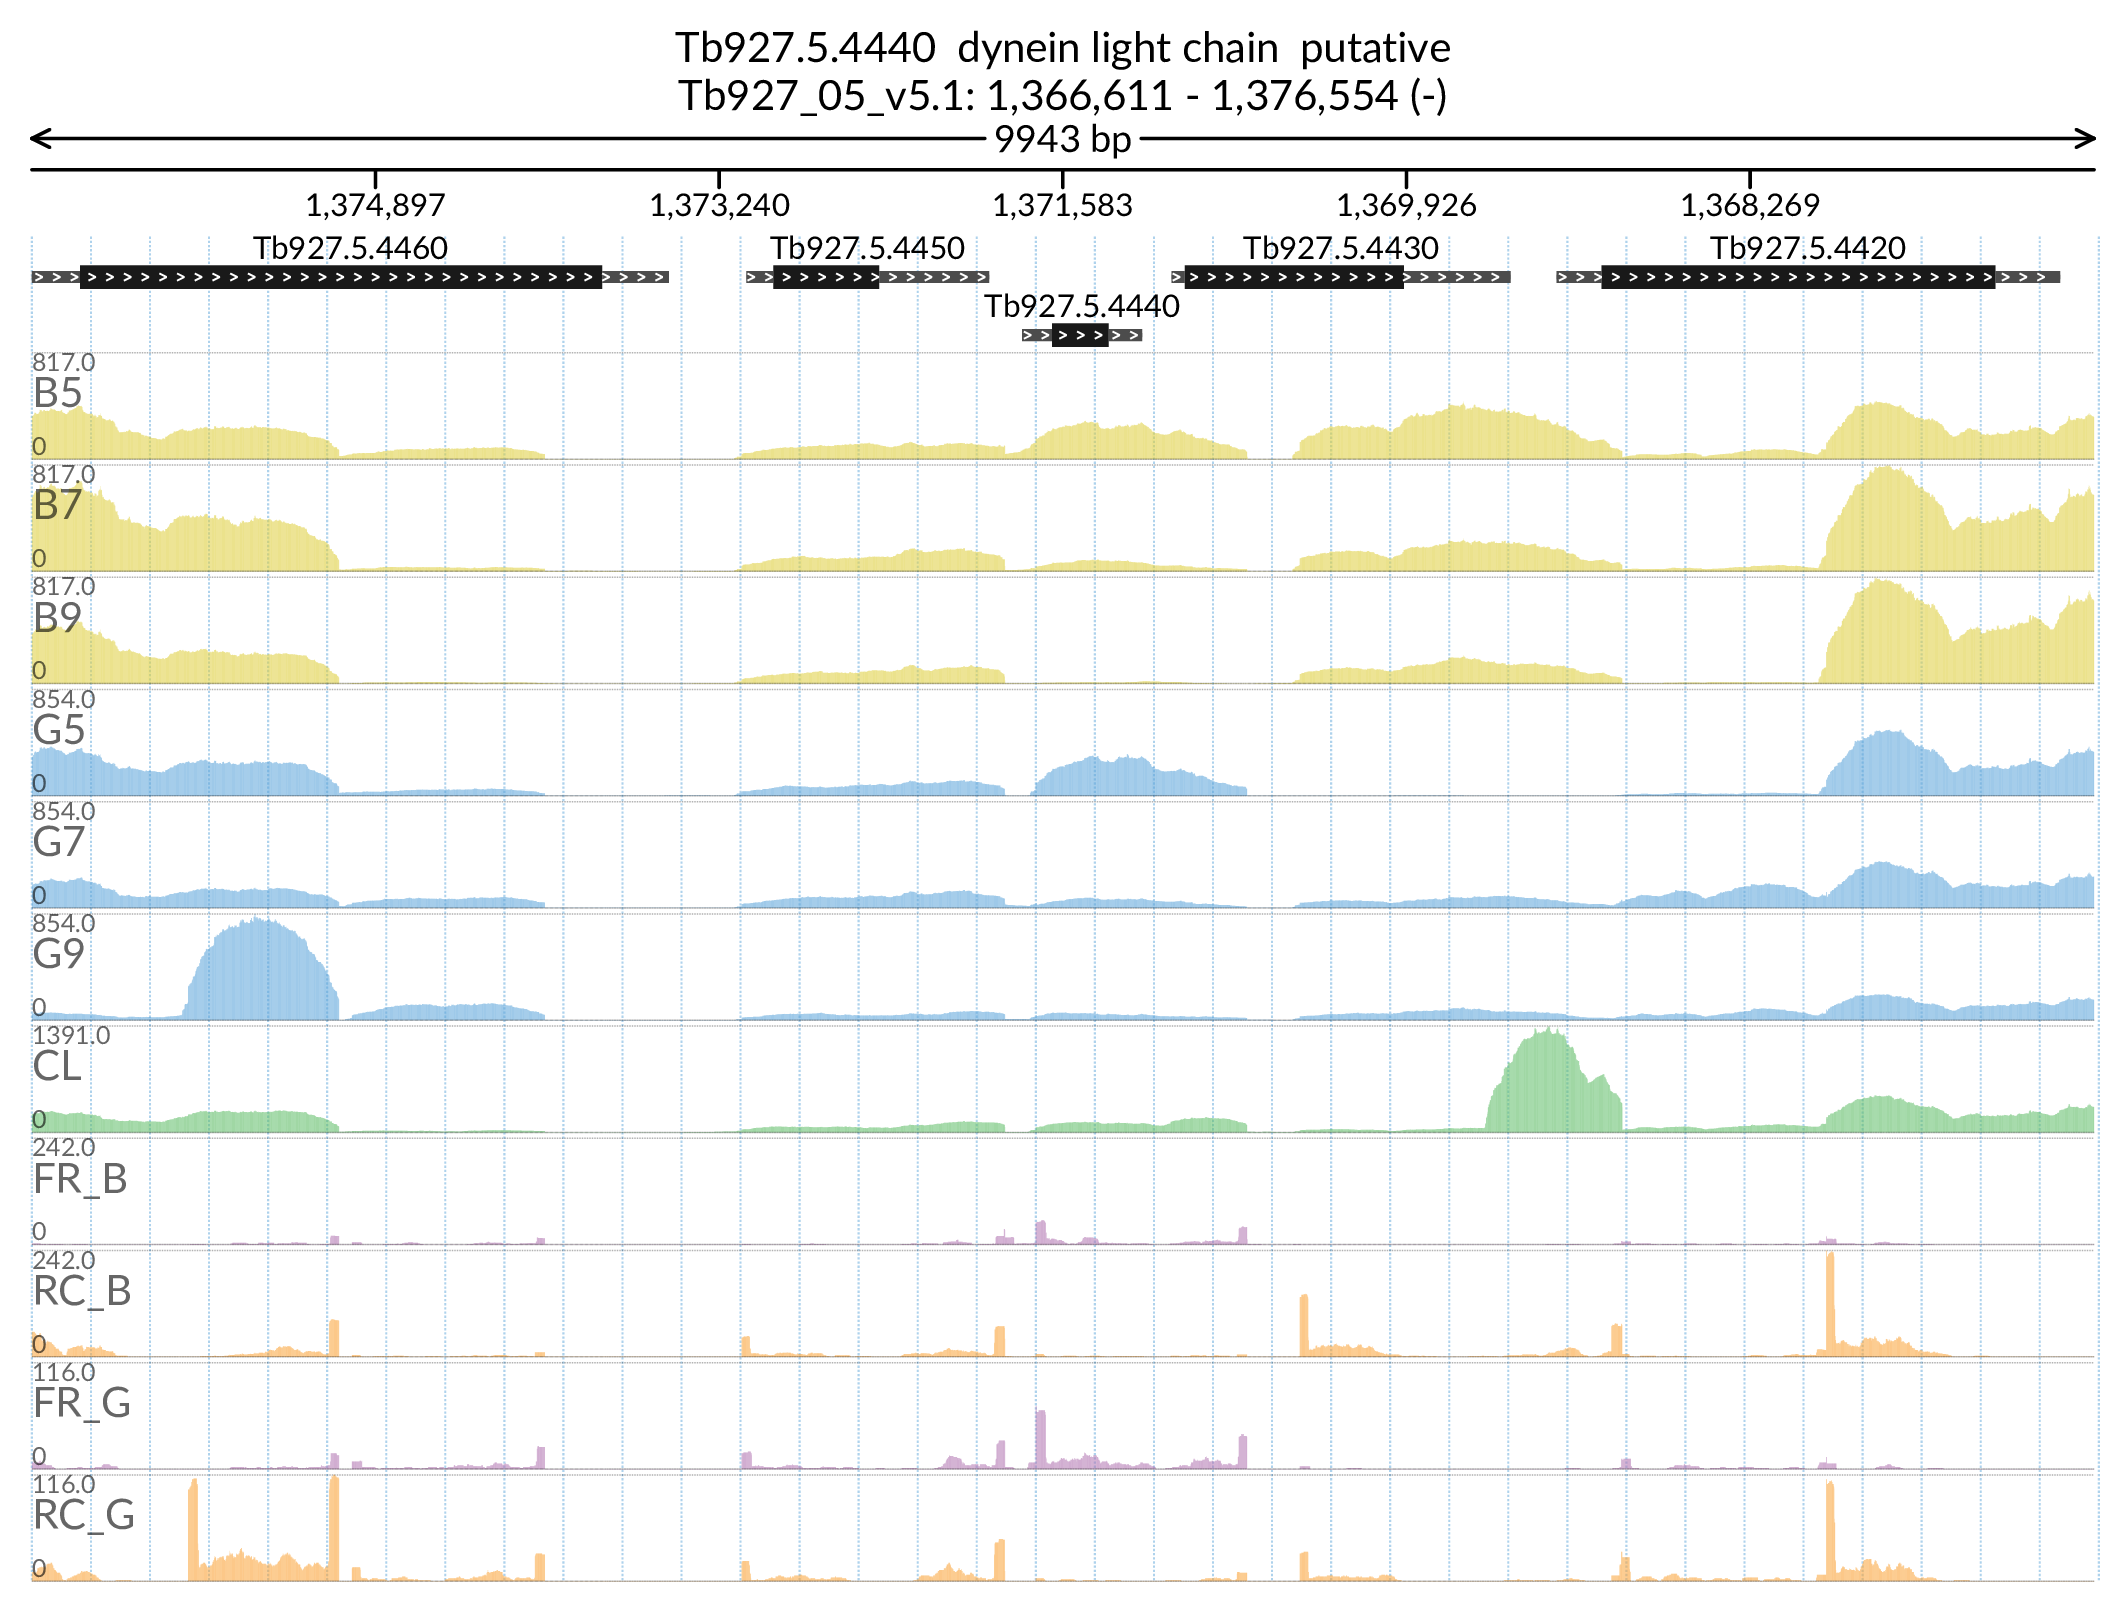 Tb927.5.4440  dynein light chain  putative
Tb927_05_v5.1: 1,366,611 - 1,376,554 (-)
9943 bp
1,374,897 1,373,240 1,371,583 1,369,926 1,368,269
Tb927.5.4460 Tb927.5.4450 Tb927.5.4430 Tb927.5.4420
Tb927.5.4440
817.0
B5
0
817.0
B7
0
817.0
B9
0
854.0
G5
0
854.0
G7
0
854.0
G9
0
1391.0
CL
0
242.0
FR_B
0
242.0
RC_B
0
116.0
FR_G
0
116.0
RC_G
0